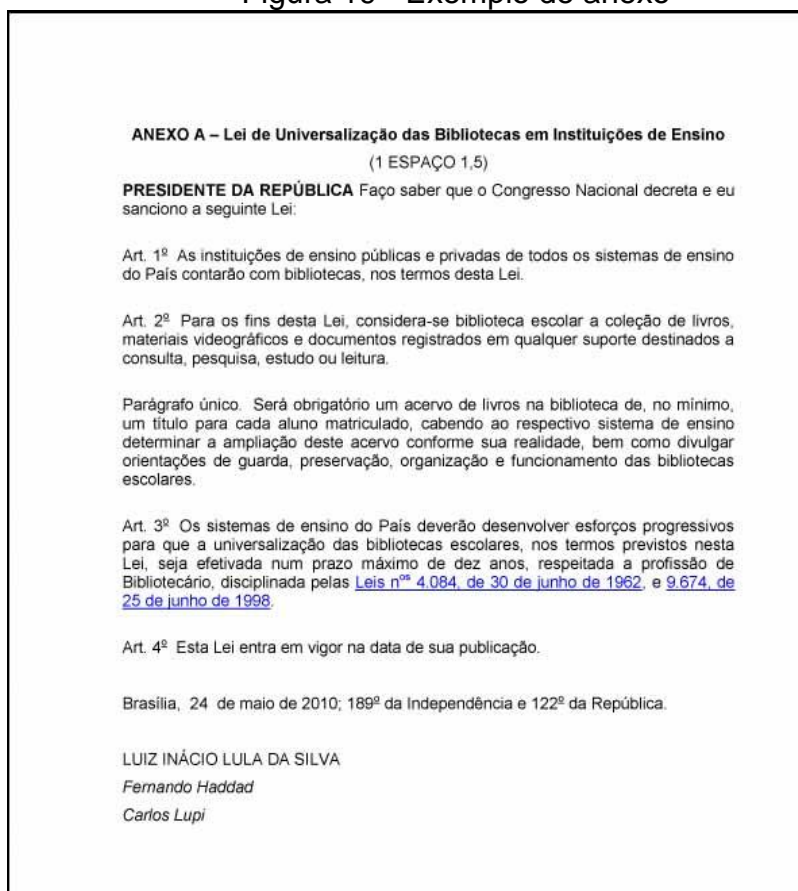 ANEXO A – Lei de Universalização das Bibliotecas em Instituições de Ensino
(1 ESPAÇO 1,5)
PRESIDENTE DA REPÚBLICA Faço saber que o Congresso Nacional decreta e eu
sanciono a seguinte Lei:
Art. 1º As instituições de ensino públicas e privadas de todos os sistemas de ensino
do País contarão com bibliotecas, nos termos desta Lei.
Art. 2º Para os fins desta Lei, considera-se biblioteca escolar a coleção de livros,
materiais videográficos e documentos registrados em qualquer suporte destinados a
consulta, pesquisa, estudo ou leitura.
Parágrafo único. Será obrigatório um acervo de livros na biblioteca de, no mínimo,
um título para cada aluno matriculado, cabendo ao respectivo sistema de ensino
determinar a ampliação deste acervo conforme sua realidade, bem como divulgar
orientações de guarda, preservação, organização e funcionamento das bibliotecas
escolares.
Art. 3º Os sistemas de ensino do País deverão desenvolver esforços progressivos
para que a universalização das bibliotecas escolares, nos termos previstos nesta
Lei, seja efetivada num prazo máximo de dez anos, respeitada a profissão de
Bibliotecário, disciplinada pelas Leis nºs 4.084, de 30 de junho de 1962, e 9.674, de
25 de junho de 1998.
Art. 4º Esta Lei entra em vigor na data de sua publicação.
Brasília, 24 de maio de 2010; 189º da Independência e 122º da República.
LUIZ INÁCIO LULA DA SILVA
Fernando Haddad
Carlos Lupi